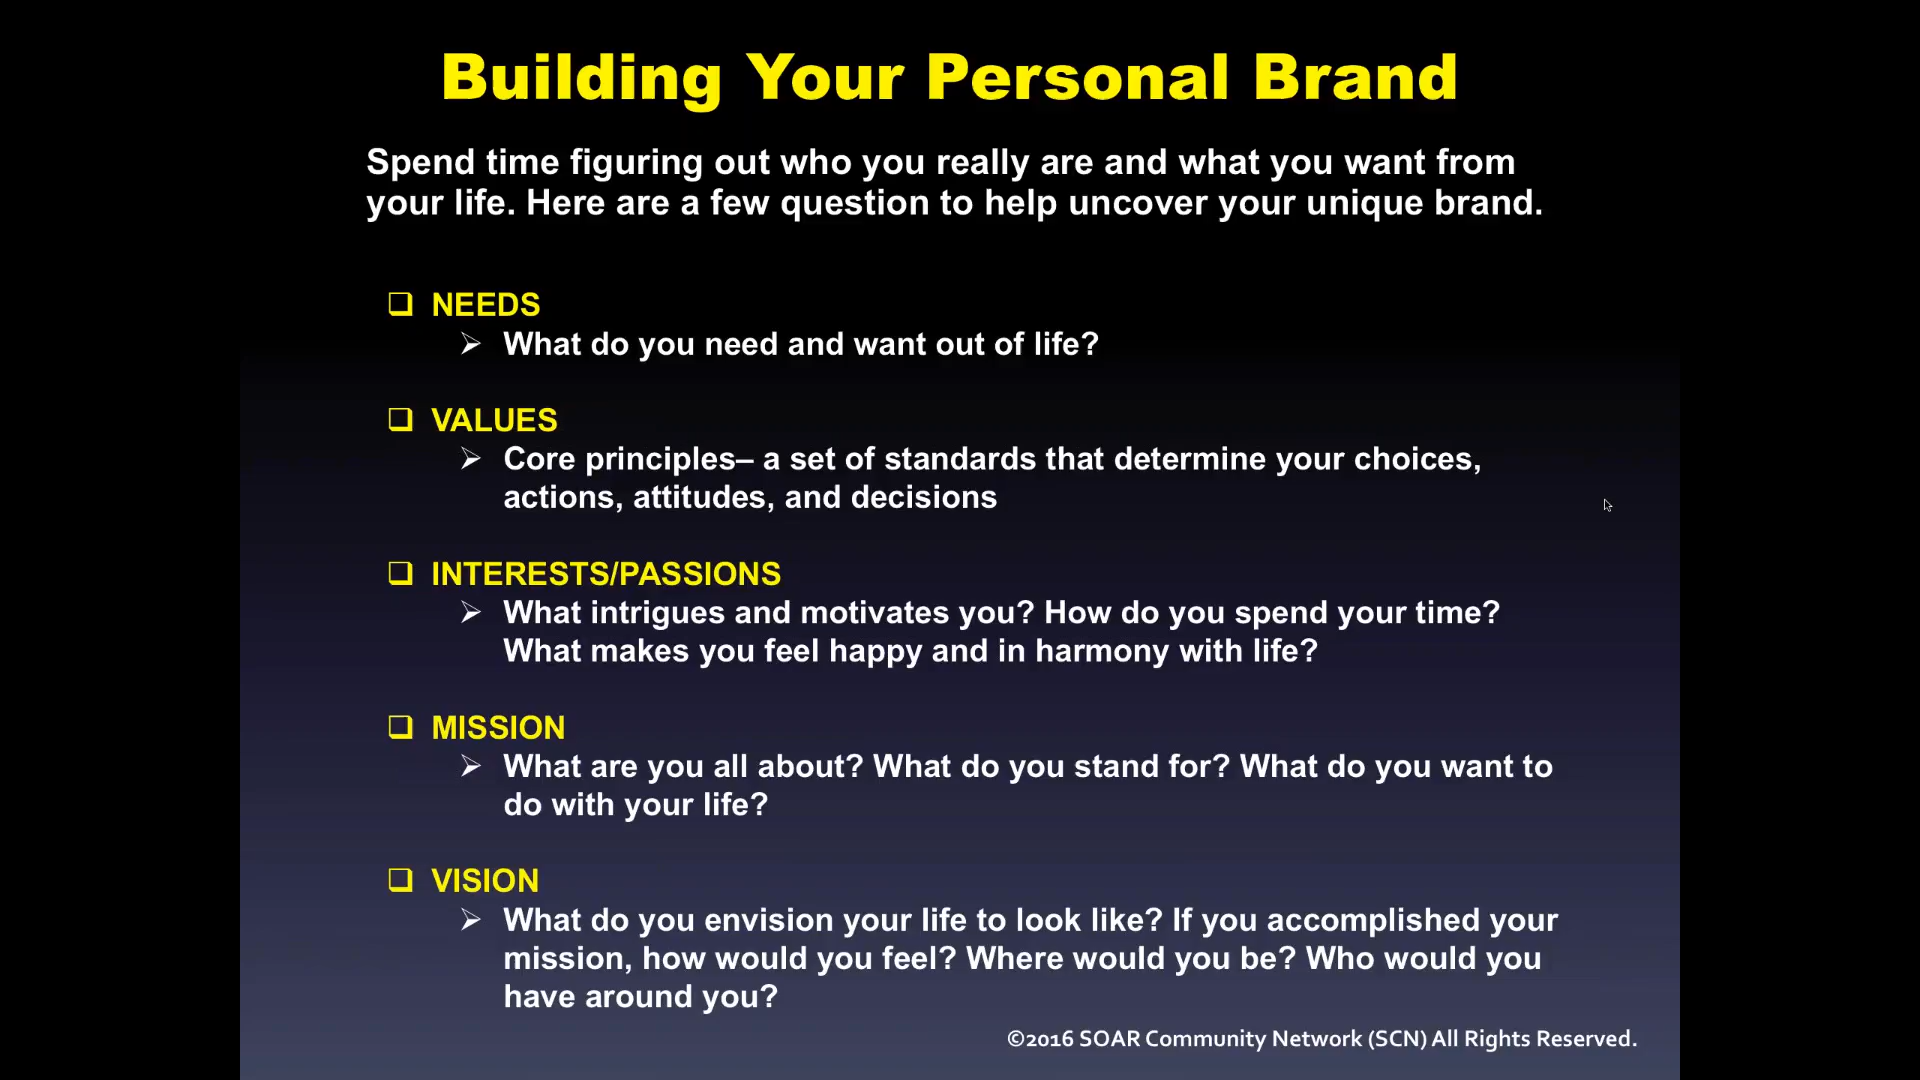 Building Your Personal Brand
Spend time figuring out who you really are and what you want from
your life. Here are a few question to help uncover your unique brand.
❑ NEEDS
➢ What do you need and want out of life?
❑ VALUES
➢ Core principles– a set of standards that determine your choices,
actions, attitudes, and decisions
❑ INTERESTS/PASSIONS
➢ What intrigues and motivates you? How do you spend your time?
What makes you feel happy and in harmony with life?
❑ MISSION
➢ What are you all about? What do you stand for? What do you want to
do with your life?
❑ VISION
➢ What do you envision your life to look like? If you accomplished your
mission, how would you feel? Where would you be? Who would you
have around you?
©2016 SOAR Community Network (SCN) All Rights Reserved.